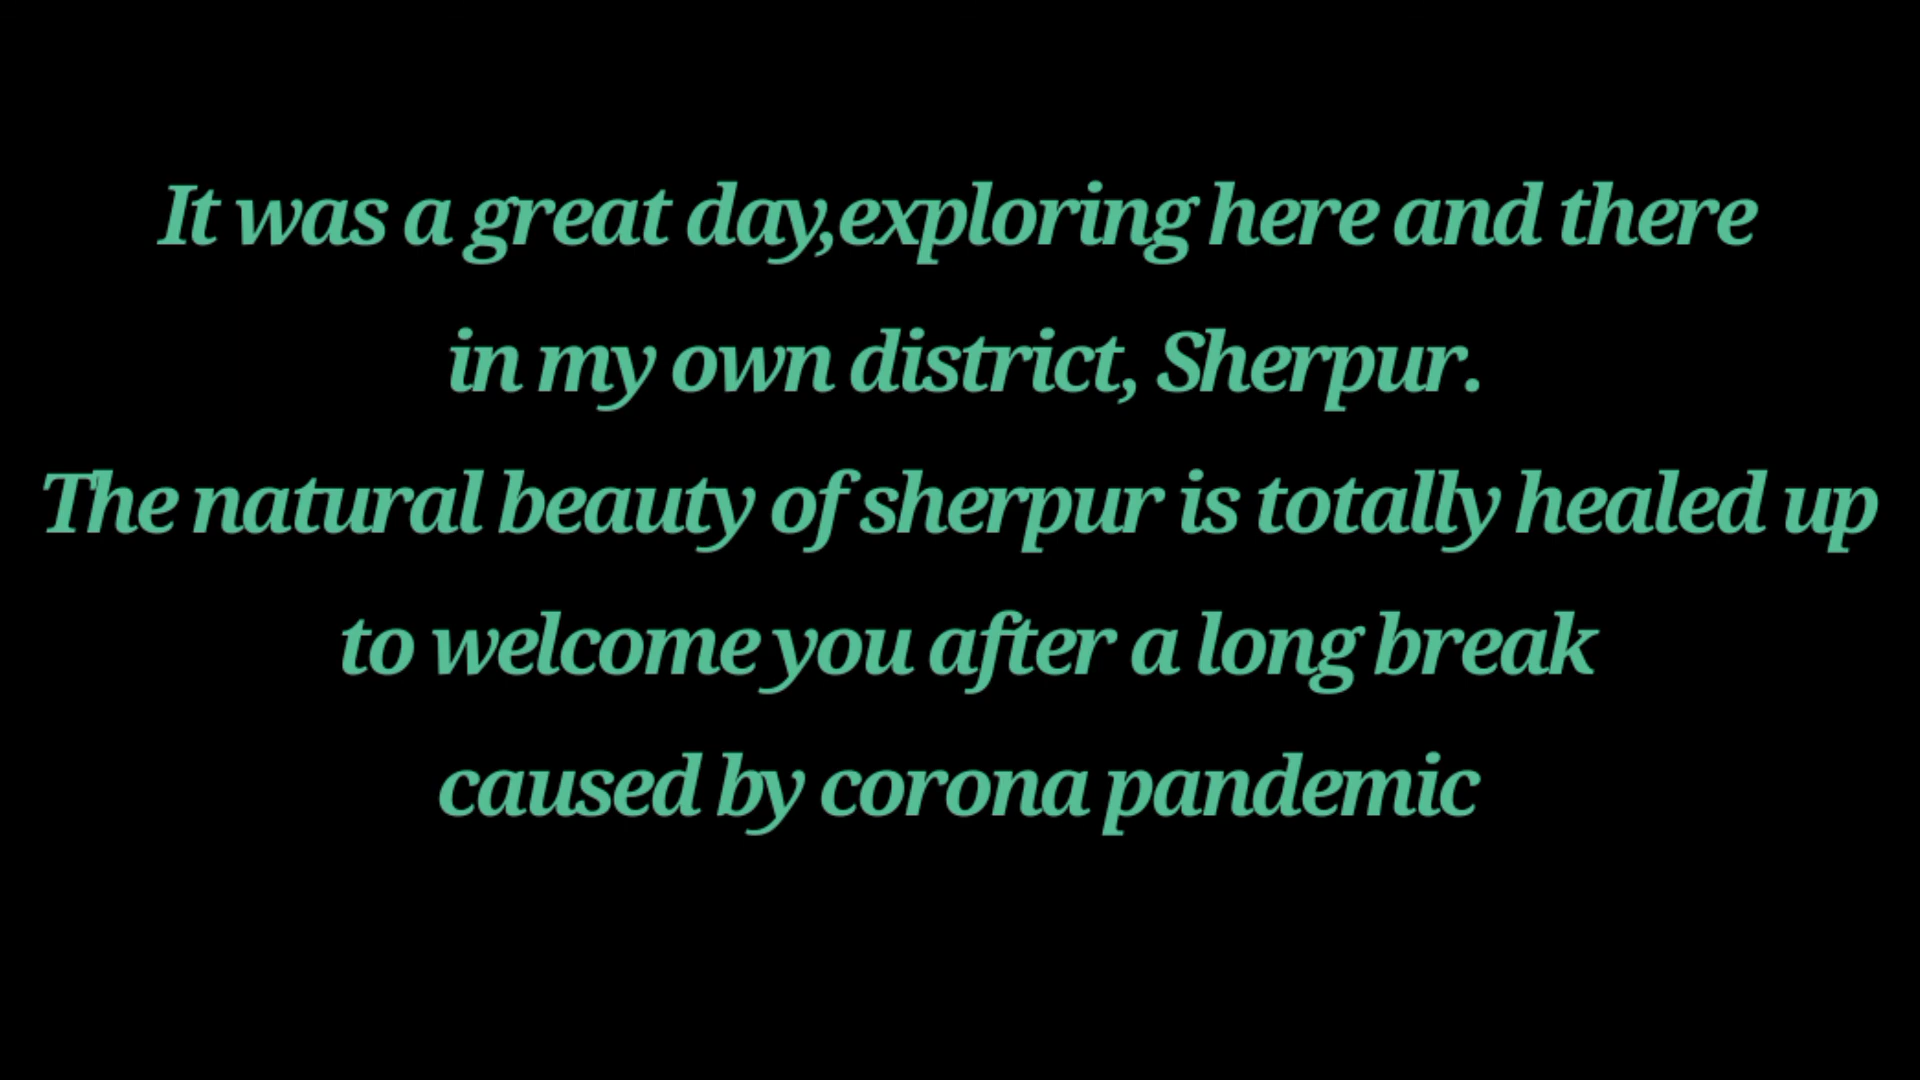 It was a great day,exploring here and there
in my own district, Sherpur.
The natural beauty of sherpur is totally healed up
to welcome you after a long break
caused by corona pandemic